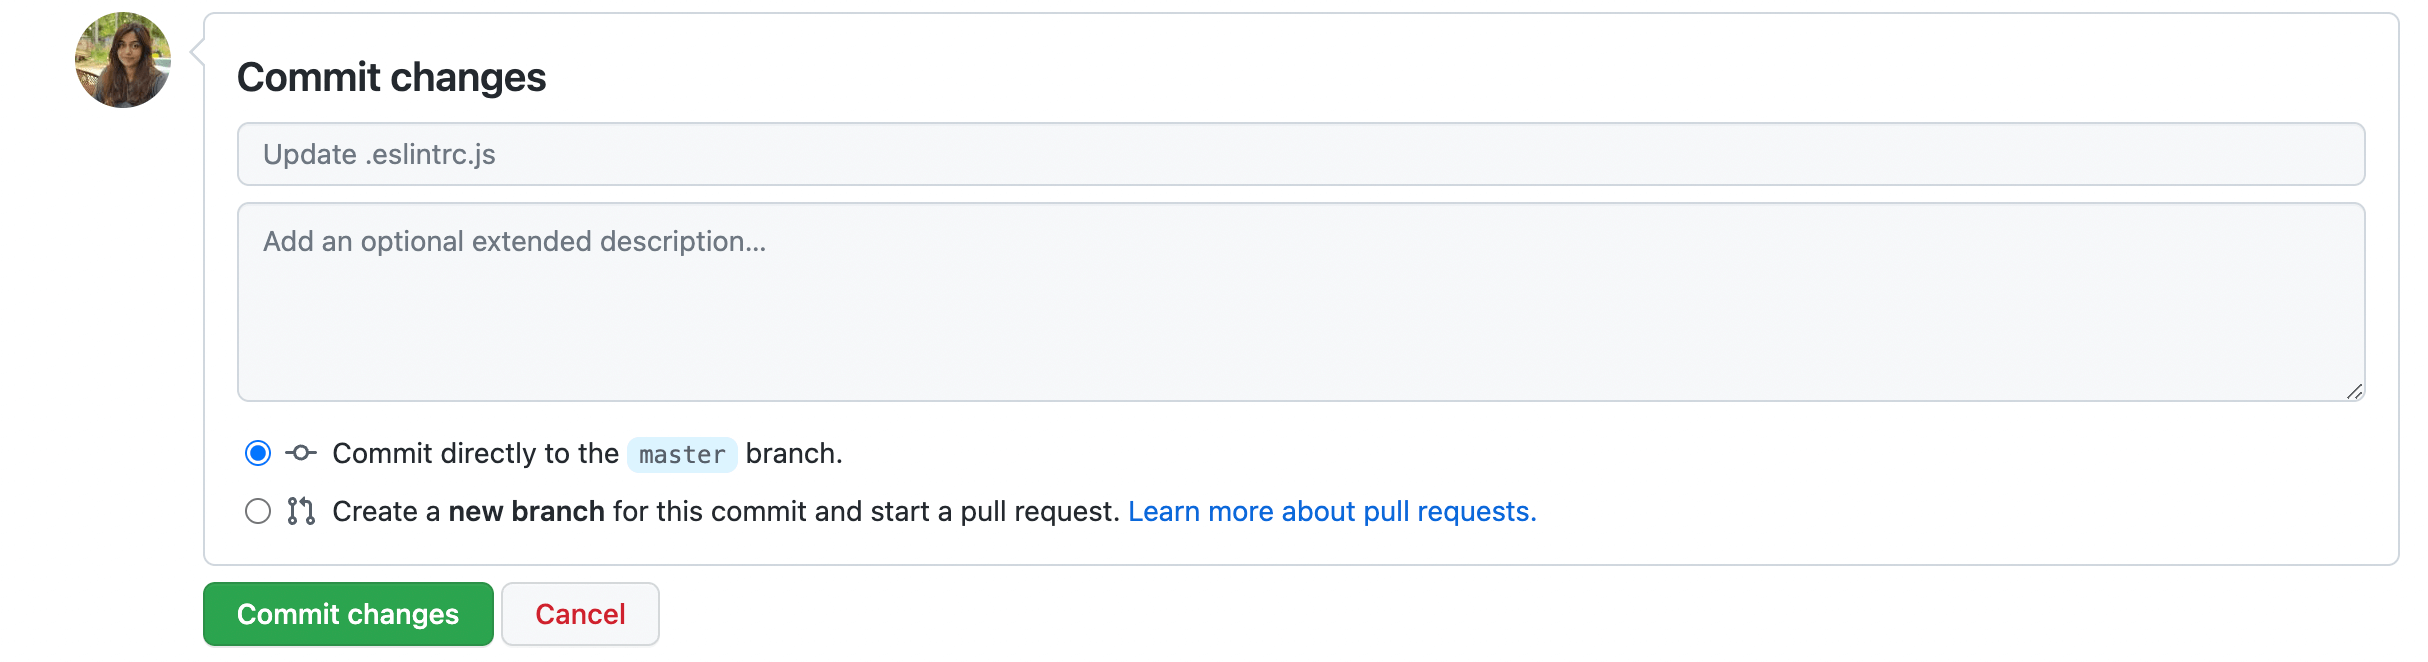 Commit changes
Update .eslintrc.js
Add an optional extended description...
Commit directly to the master branch.
Create a new branch for this commit and start a pull request. Learn more about pull requests.
Commit changes
Cancel